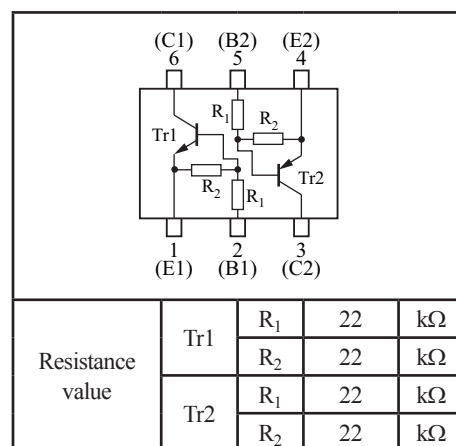 (C1) (B2) (E2)
6 5 4
R1
R2
Tr1
Tr2
R2
R1
1 2 3
(E1) (B1) (C2)
Resistance value
Tr1 R1 22 kΩ
R2 22 kΩ
Tr2 R1 22 kΩ
R2 22 kΩ